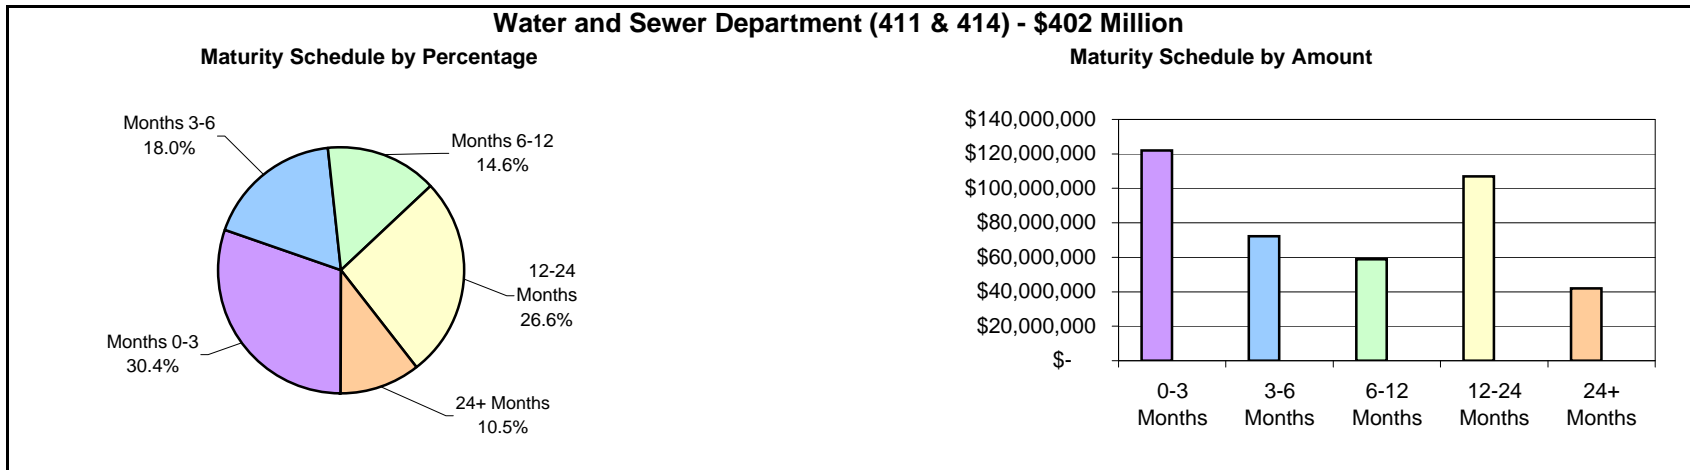 Water and Sewer Department (411 & 414) - $402 Million
Maturity Schedule by Percentage
Months 3-6
18.0%
Months 6-12
14.6%
12-24
Months
26.6%
Months 0-3
30.4%
24+ Months
10.5%
Maturity Schedule by Amount
$140,000,000
$120,000,000
$100,000,000
$80,000,000
$60,000,000
$40,000,000
$20,000,000
$-
0-3
Months
3-6
Months
6-12
Months
12-24
Months
24+
Months